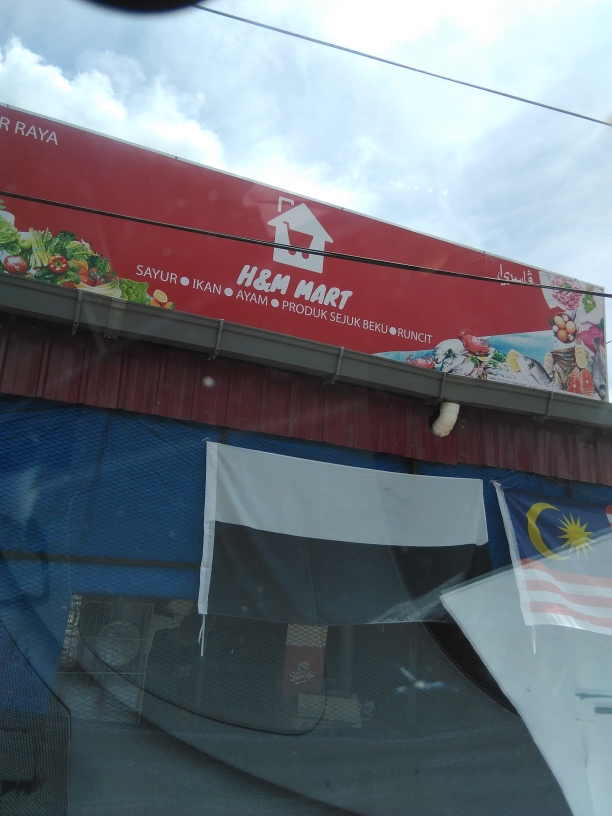 R RAYA
H&M MART
SAYUR ● IKAN ● AYAM ● PRODUK SEJUK BEKU ● RUNCIT